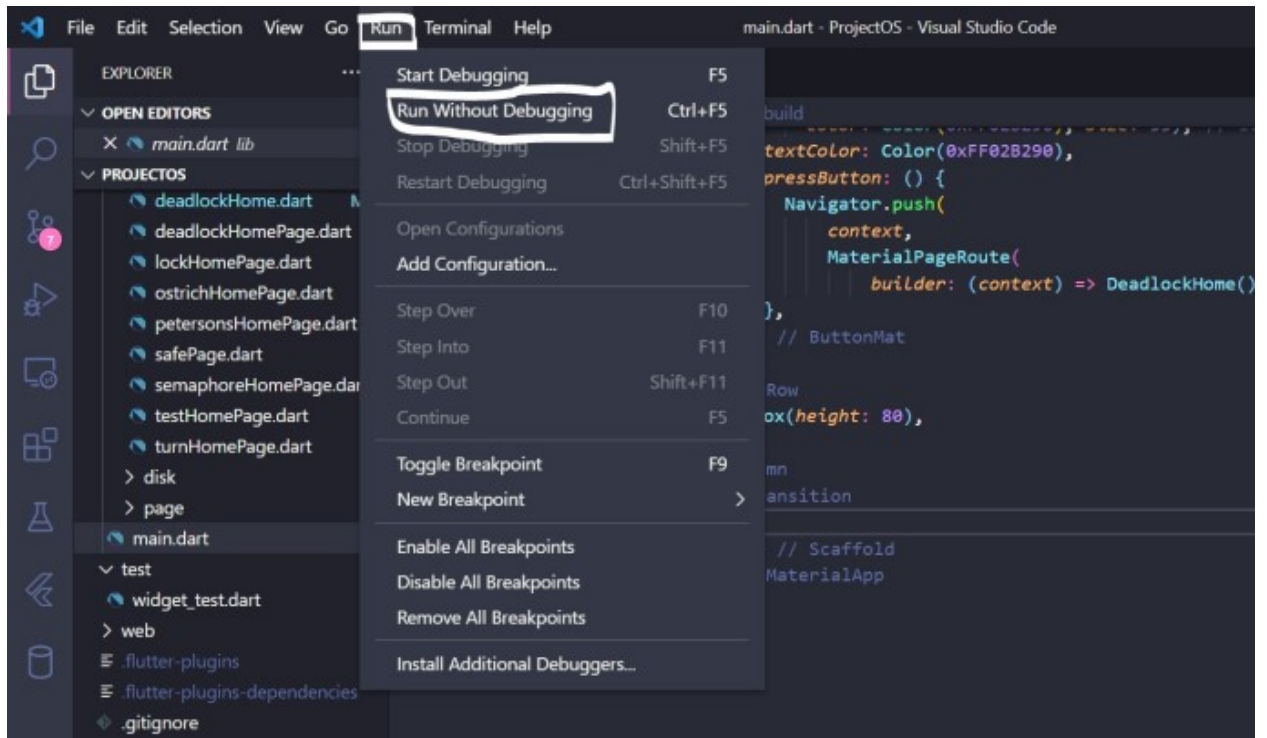 File Edit Selection View Go Run Terminal Help main.dart - ProjectOS - Visual Studio Code
EXPLORER ...
OPEN EDITORS
main.dart lib
PROJECTOS
deadlockHome.dart
deadlockHomePage.dart
lockHomePage.dart
ostrichHomePage.dart
petersonsHomePage.dart
safePage.dart
semaphoreHomePage.dar
testHomePage.dart
turnHomePage.dart
> disk
> page
main.dart
test
widget_test.dart
> web
.flutter-plugins
.flutter-plugins-dependencies
.gitignore
7
Start Debugging F5
Run Without Debugging Ctrl+F5
Stop Debugging Shift+F5
Restart Debugging Ctrl+Shift+F5
Open Configurations
Add Configuration...
Step Over F10
Step Into F11
Step Out Shift+F11
Continue F5
Toggle Breakpoint F9
New Breakpoint >
Enable All Breakpoints
Disable All Breakpoints
Remove All Breakpoints
Install Additional Debuggers...
build
textColor: Color(0xFF02B290),
pressButton: () {
Navigator.push(
context,
MaterialPageRoute(
builder: (context) => DeadlockHome()
},
// ButtonMat
Row
ox(height: 80),
mn
ansition
// Scaffold
MaterialApp